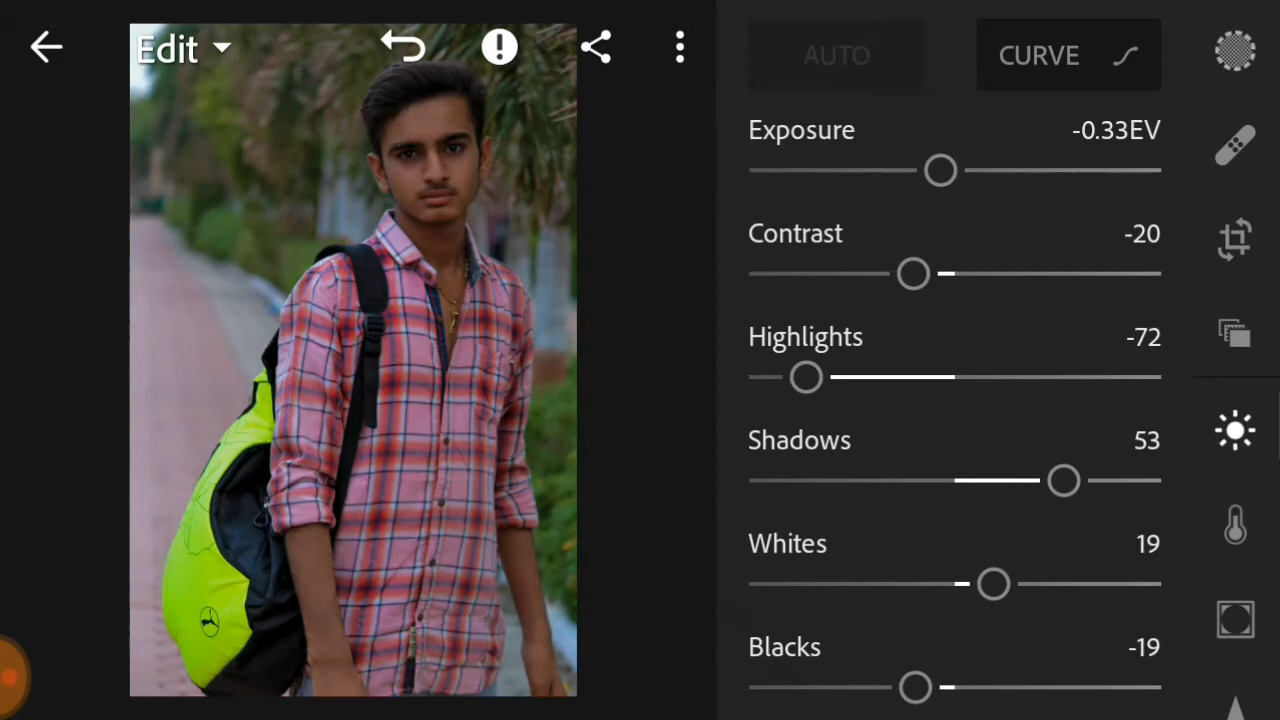 Edit
AUTO
CURVE
Exposure -0.33EV
Contrast -20
Highlights -72
Shadows 53
Whites 19
Blacks -19